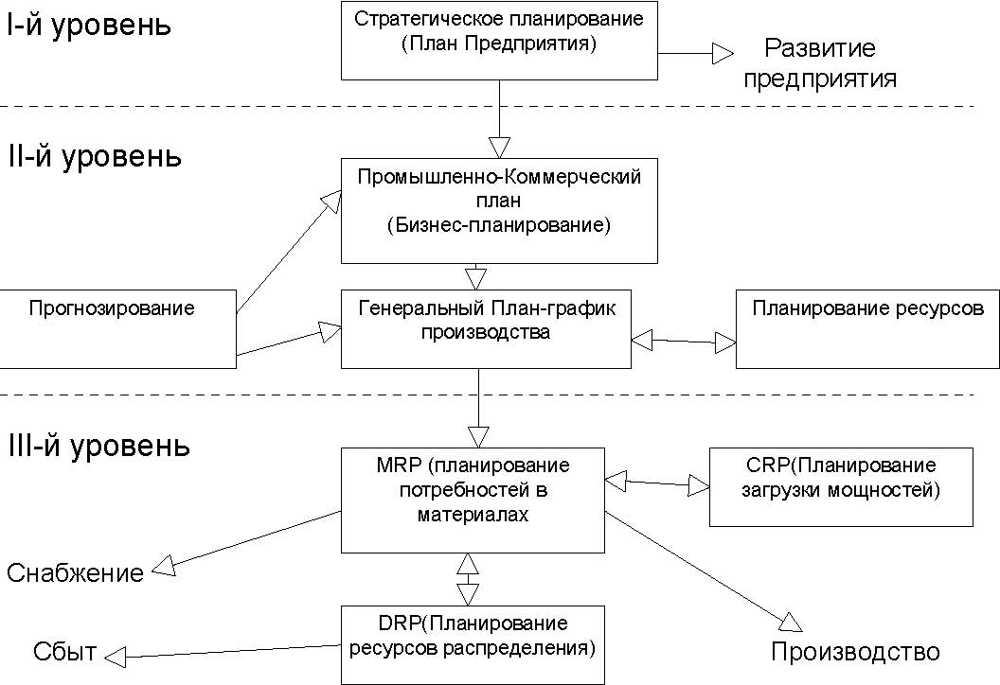 I-й уровень
Стратегическое планирование
(План Предприятия)
Развитие
предприятия
II-й уровень
Промышленно-Коммерческий
план
(Бизнес-планирование)
Прогнозирование
Генеральный План-график
производства
Планирование ресурсов
III-й уровень
MRP (планирование
потребностей в
материалах
CRP(Планирование
загрузки мощностей)
Снабжение
DRP(Планирование
ресурсов распределения)
Сбыт
Производство